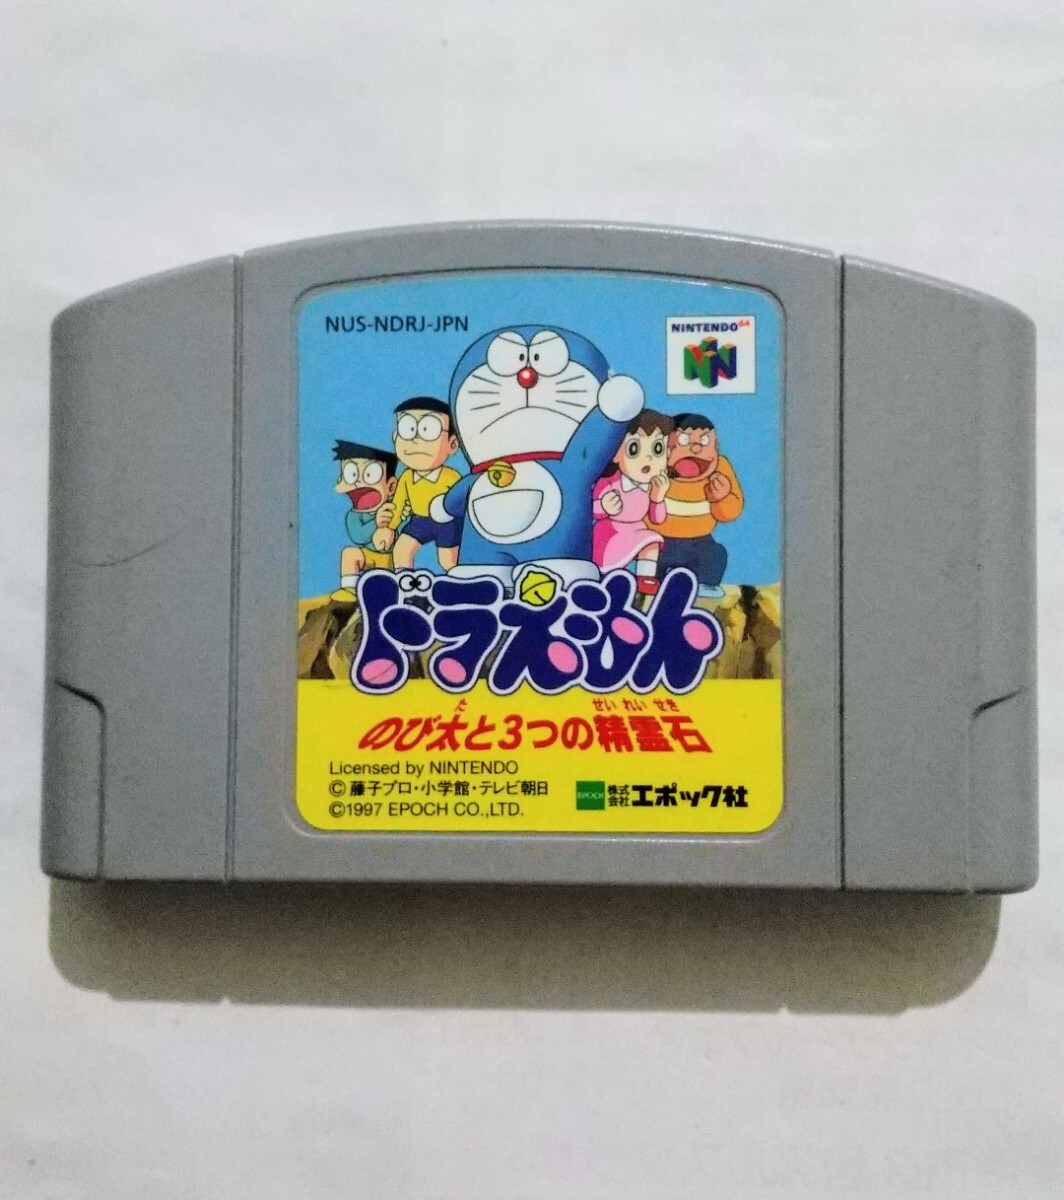 NUS-NDRJ-JPN
NINTENDO 64
ドラえもん
のび太と3つの精霊石
た
せいれいせき
Licensed by NINTENDO
© 藤子プロ・小学館・テレビ朝日
©1997 EPOCH CO.,LTD.
EPOCH 株式会社 エポック社